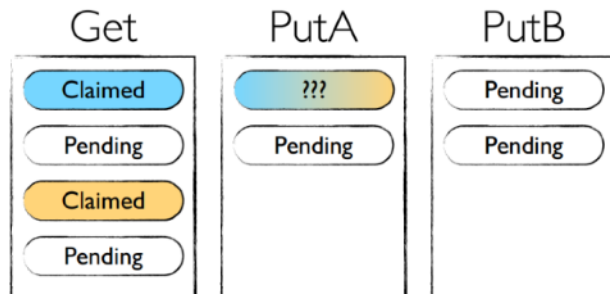 Get
Claimed
Pending
Claimed
Pending
PutA
???
Pending
PutB
Pending
Pending